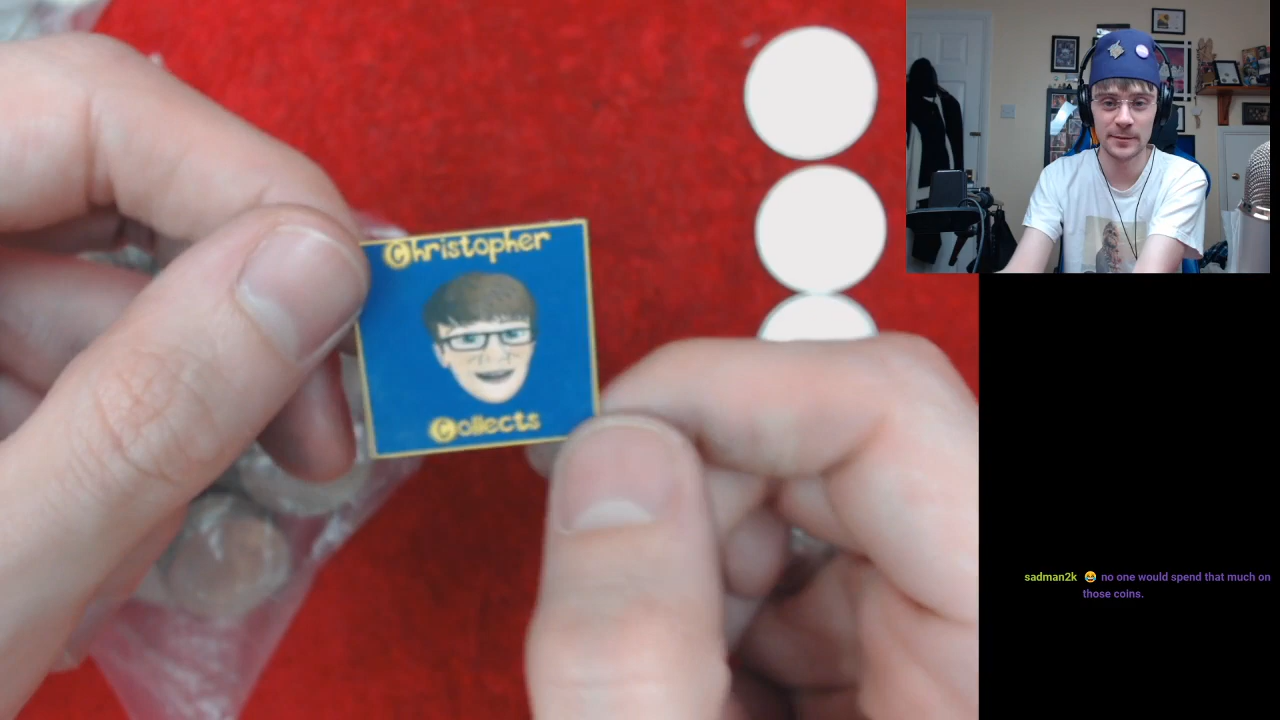 Christopher
Collects
sadman2k 😂 no one would spend that much on
those coins.